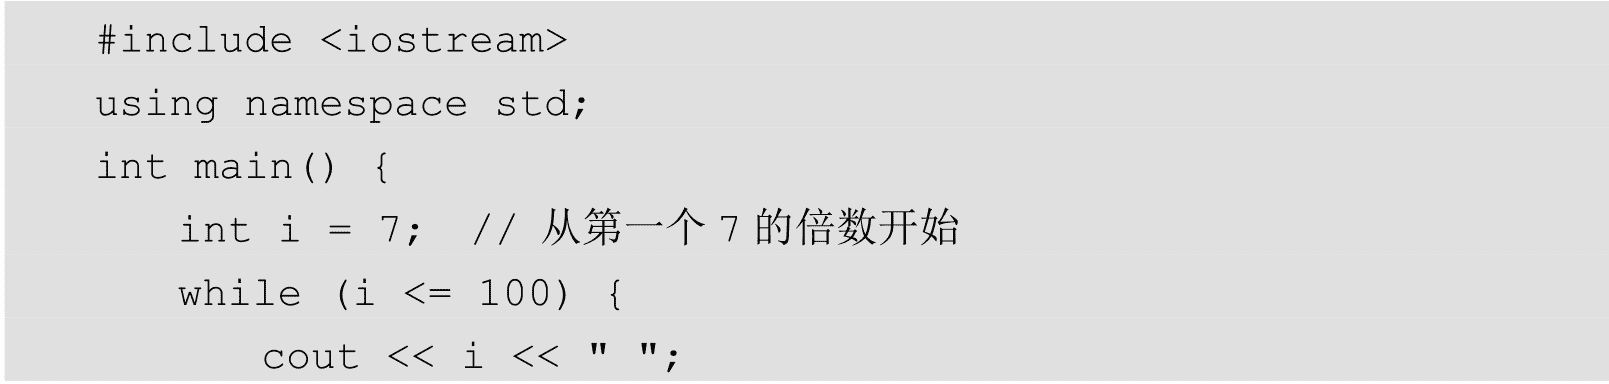 #include <iostream>
using namespace std;
int main() {
int i = 7; // 从第一个 7 的倍数开始
while (i <= 100) {
cout << i << " ";